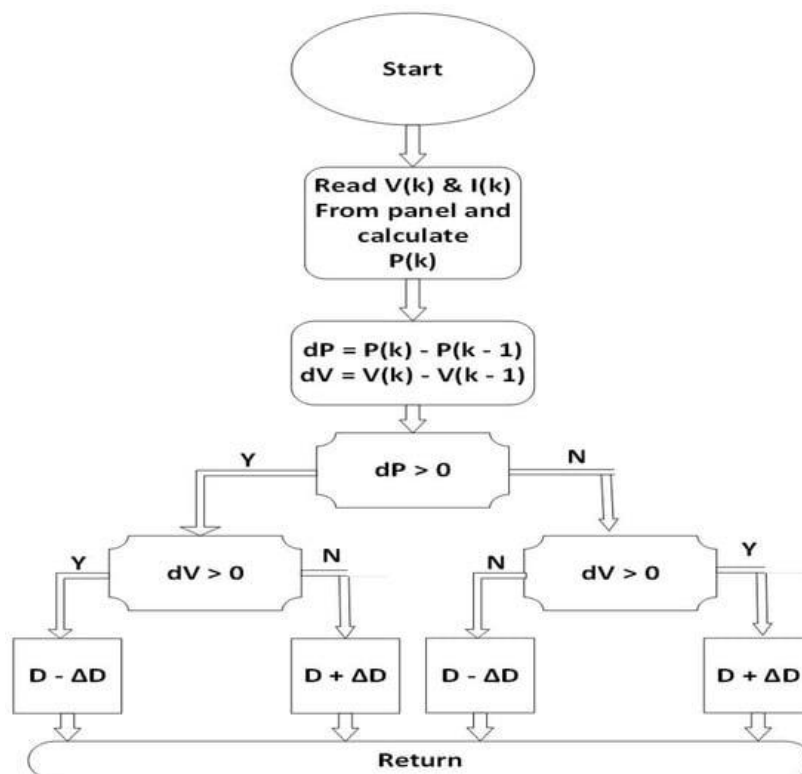 Start
Read V(k) & I(k)
From panel and
calculate
P(k)
dP = P(k) - P(k - 1)
dV = V(k) - V(k - 1)
Y
dP > 0
N
Y
dV > 0
N
N
dV > 0
Y
D - ΔD
D + ΔD
D - ΔD
D + ΔD
Return